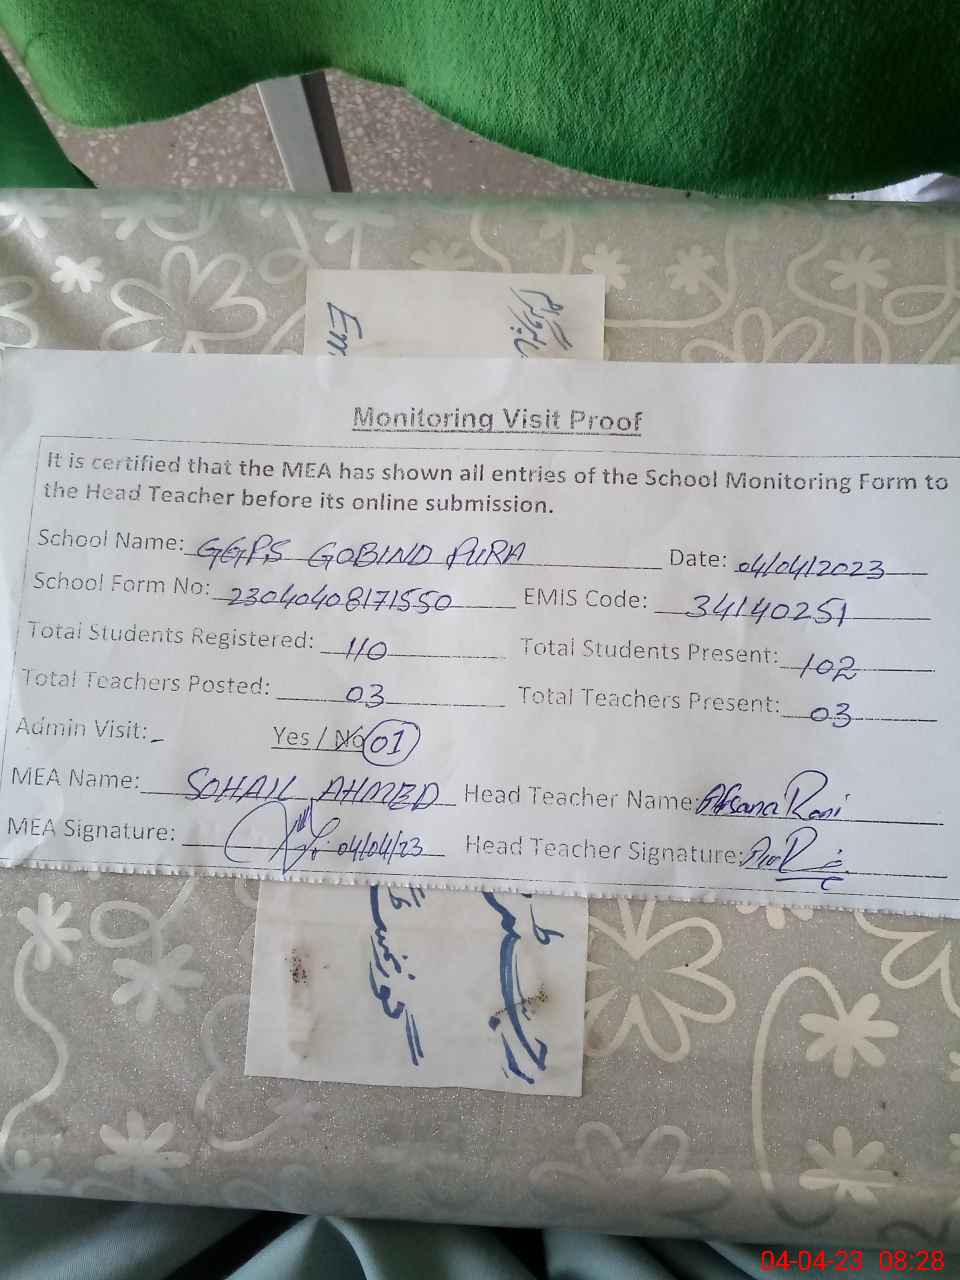 Em
Monitoring Visit Proof
It is certified that the MEA has shown all entries of the School Monitoring Form to
the Head Teacher before its online submission.
School Name: GGPS GOBIND PURA Date: 04/04/2023
School Form No: 23040408171550 EMIS Code: 34140251
Total Students Registered: 110 Total Students Present: 102
Total Teachers Posted: 03 Total Teachers Present: 03
Admin Visit:- Yes / No 01
MEA Name: SOHAIL AHMED Head Teacher Name: Afsana Rani
MEA Signature: 04/04/23 Head Teacher Signature:
04-04-23 08:28